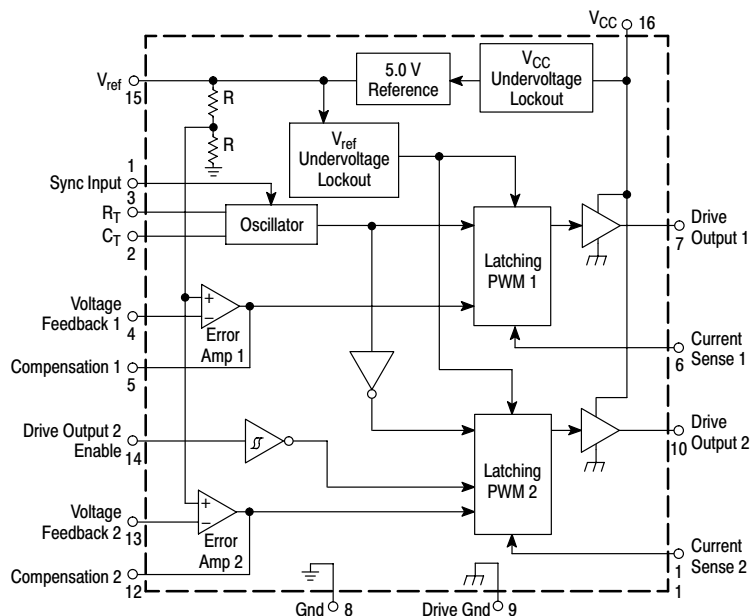 VCC 16
Vref
15
5.0 V
Reference
VCC
Undervoltage
Lockout
R
R
Vref
Undervoltage
Lockout
1
Sync Input
3
RT
CT
2
Oscillator
Latching
PWM 1
Drive
Output 1
7
Voltage
Feedback 1
4
+
−
Error
Amp 1
Compensation 1
5
Current
Sense 1
6
Drive Output 2
Enable
14
Latching
PWM 2
Drive
Output 2
10
Voltage
Feedback 2
13
+
−
Error
Amp 2
Compensation 2
12
Current
Sense 2
1
1
Gnd 8
Drive Gnd 9